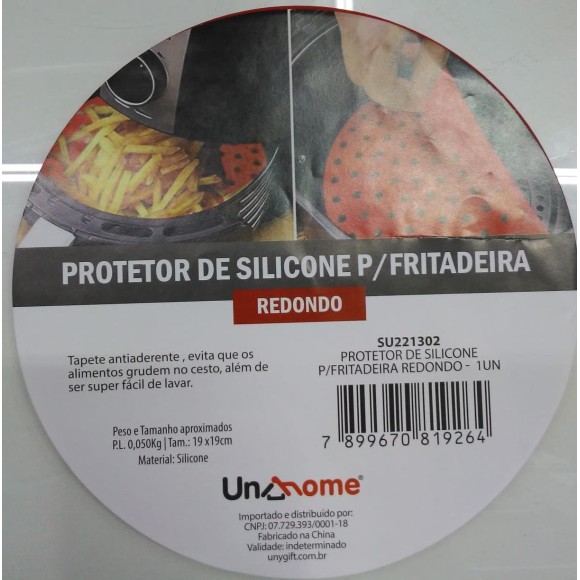 PROTETOR DE SILICONE P/FRITADEIRA
REDONDO
Tapete antiaderente , evita que os
alimentos grudem no cesto, além de
ser super fácil de lavar.
Peso e Tamanho aproximados
P.L. 0,050Kg | Tam.: 19 x19cm
Material: Silicone
SU221302
PROTETOR DE SILICONE
P/FRITADEIRA REDONDO - 1UN
7 899670 819264
Unyhome®
Importado e distribuido por:
CNPJ: 07.729.393/0001-18
Fabricado na China
Validade: indeterminado
unygift.com.br